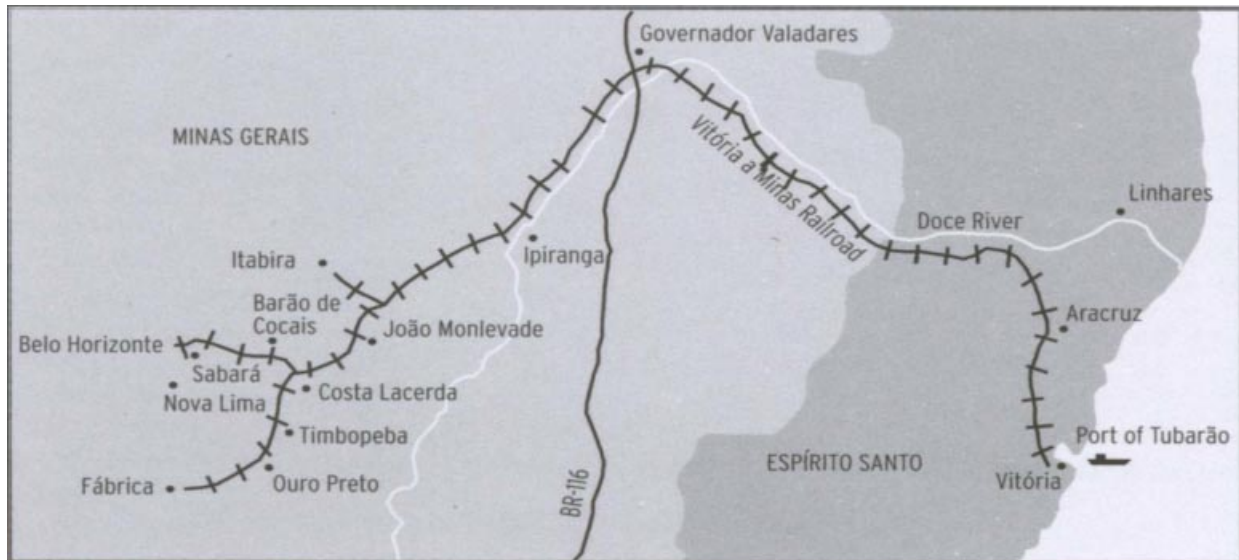 Governador Valadares
MINAS GERAIS
Vitória a Minas Railroad
Linhares
Doce River
Ipiranga
Itabira
Barão de
Cocais
João Monlevade
Aracruz
Belo Horizonte
Sabará
Nova Lima
Costa Lacerda
Timbopeba
Port of Tubarão
ESPÍRITO SANTO
Vitória
Fábrica
Ouro Preto
BR-116